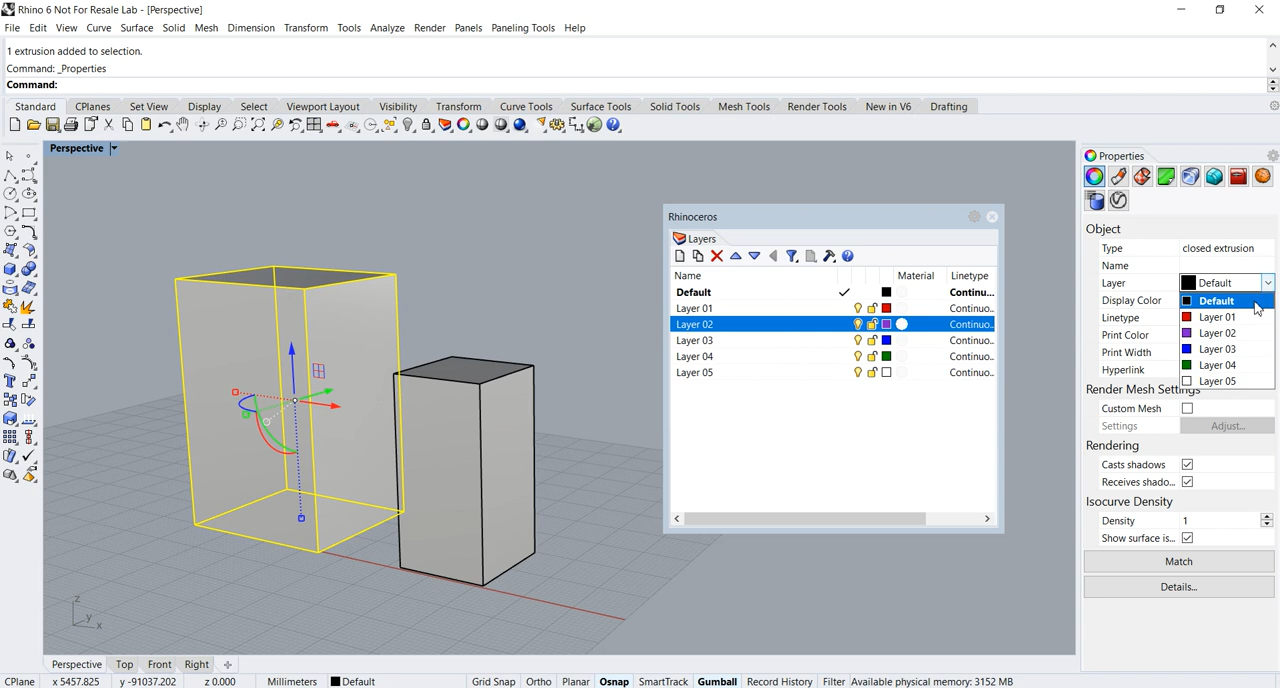 Rhino 6 Not For Resale Lab - [Perspective]
File Edit View Curve Surface Solid Mesh Dimension Transform Tools Analyze Render Panels Paneling Tools Help
1 extrusion added to selection.
Command: _Properties
Command:
Standard CPlanes Set View Display Select Viewport Layout Visibility Transform Curve Tools Surface Tools Solid Tools Mesh Tools Render Tools New in V6 Drafting
Perspective
Rhinoceros
Layers
Name Material Linetype
Default Continu...
Layer 01 Continuo..
Layer 02 Continuo..
Layer 03 Continuo..
Layer 04 Continuo..
Layer 05 Continuo..
z
y
x
Properties
Object
Type closed extrusion
Name
Layer Default
Display Color Default
Linetype Layer 01
Print Color Layer 02
Print Width Layer 03
Hyperlink Layer 04
Layer 05
Render Mesh Settings
Custom Mesh
Settings Adjust...
Rendering
Casts shadows
Receives shado...
Isocurve Density
Density 1
Show surface is...
Match
Details...
Perspective Top Front Right
CPlane x 5457.825 y -91037.202 z 0.000 Millimeters Default Grid Snap Ortho Planar Osnap SmartTrack Gumball Record History Filter Available physical memory: 3152 MB